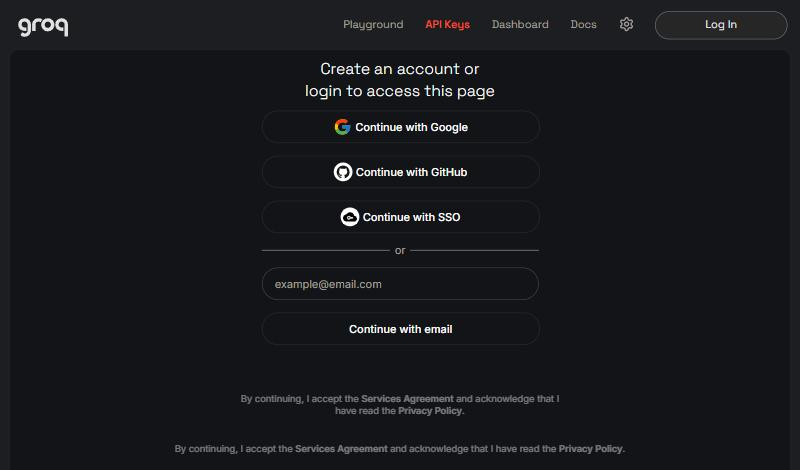 groq
Playground
API Keys
Dashboard
Docs
Log In
Create an account or
login to access this page
Continue with Google
Continue with GitHub
Continue with SSO
or
example@email.com
Continue with email
By continuing, I accept the Services Agreement and acknowledge that I
have read the Privacy Policy.
By continuing, I accept the Services Agreement and acknowledge that I have read the Privacy Policy.